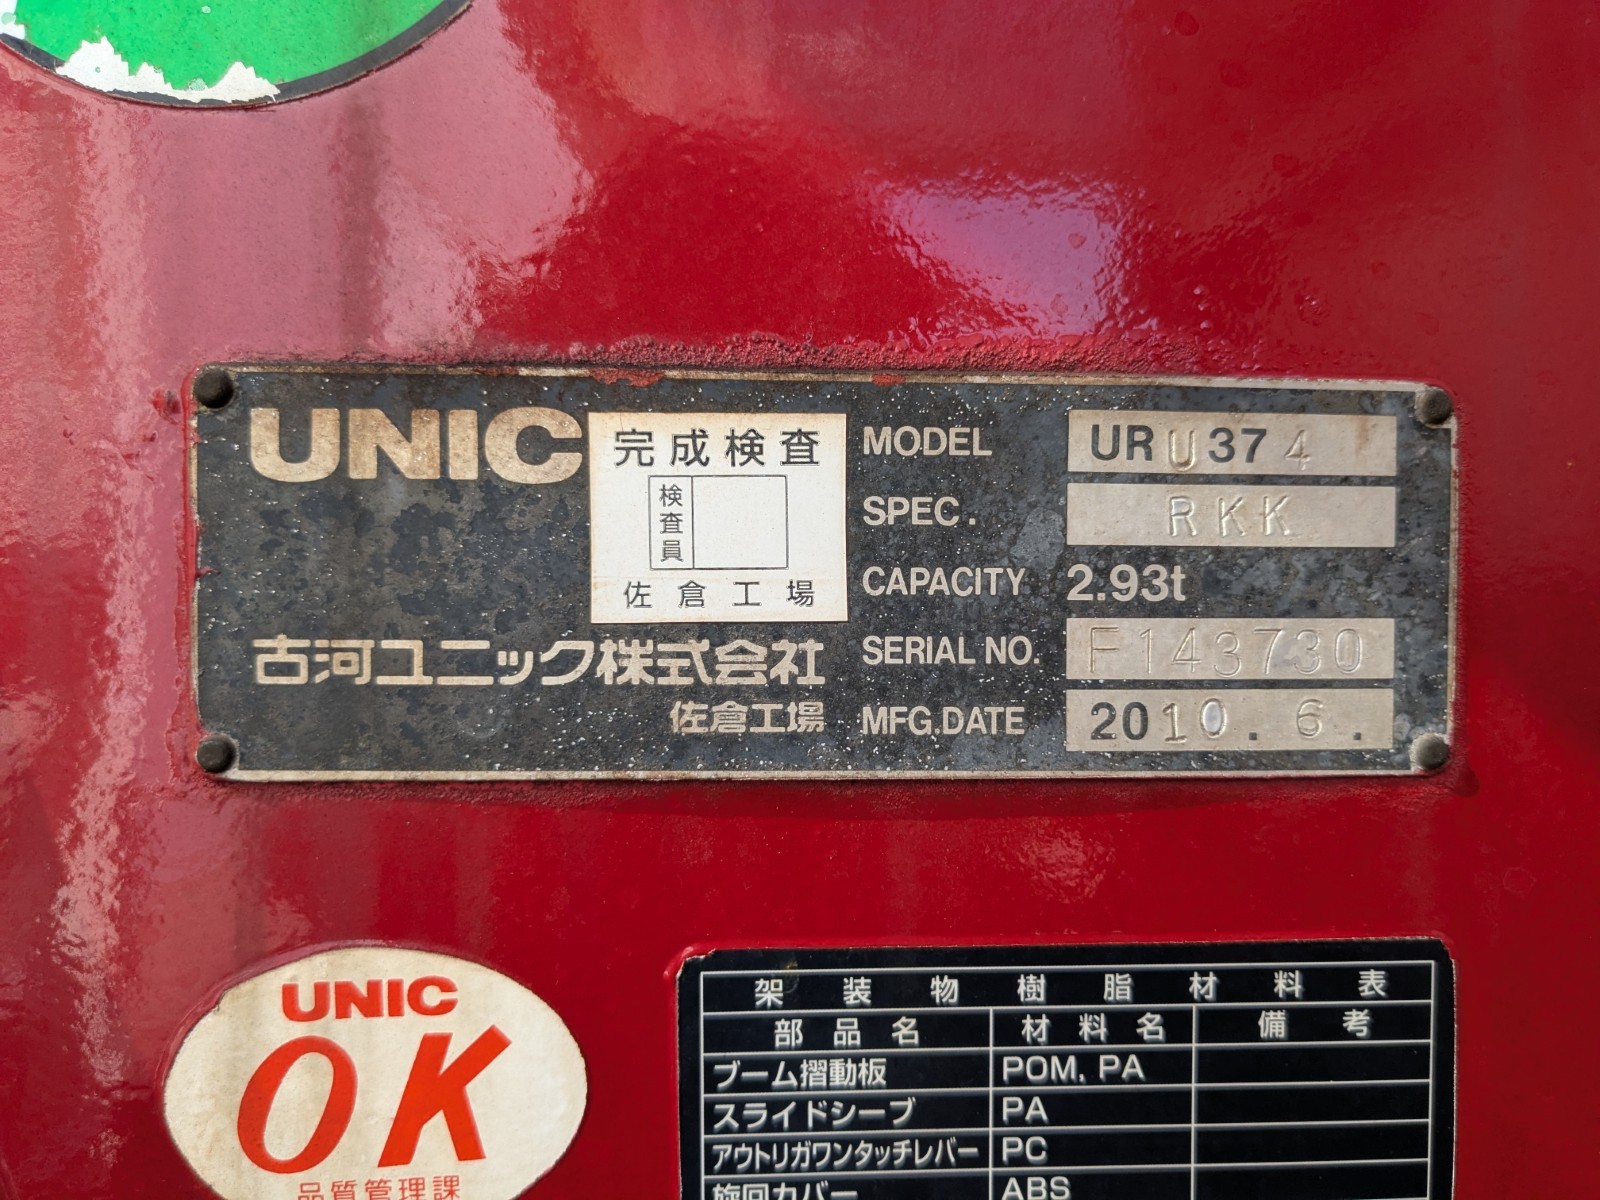 UNIC
完成検査
検査員
佐倉工場
古河ユニック株式会社
佐倉工場
MODEL URU374
SPEC. RKK
CAPACITY 2.93t
SERIAL NO. F143730
MFG.DATE 2010.6.
UNIC
OK
品質管理課
架装物樹脂材料表
部品名 材料名 備考
ブーム摺動板 POM, PA
スライドシーブ PA
アウトリガワンタッチレバー PC
旋回カバー ABS